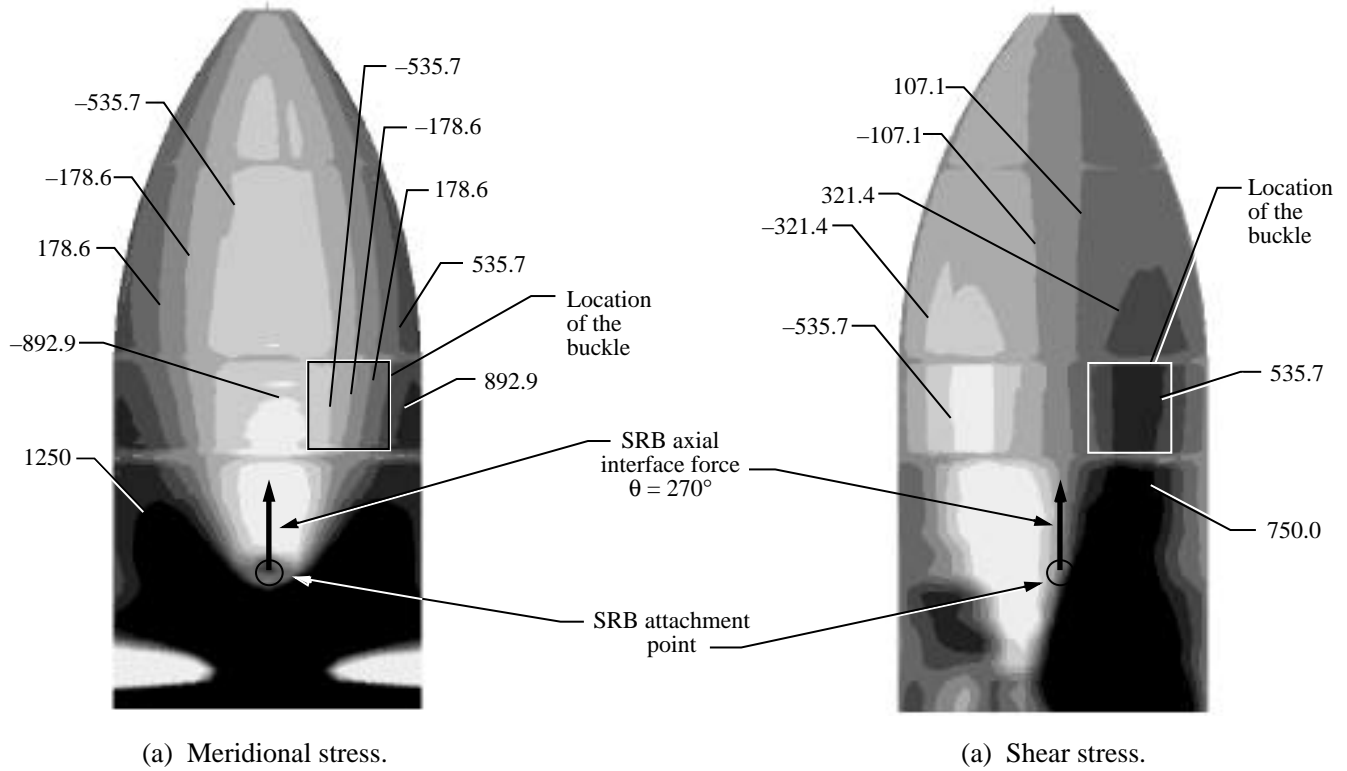 –535.7
–535.7
–178.6
–178.6
178.6
178.6
535.7
–892.9
Location
of the
buckle
892.9
1250
SRB axial
interface force
θ = 270°
SRB attachment
point
107.1
–107.1
321.4
–321.4
–535.7
Location
of the
buckle
535.7
750.0
(a) Meridional stress.
(a) Shear stress.